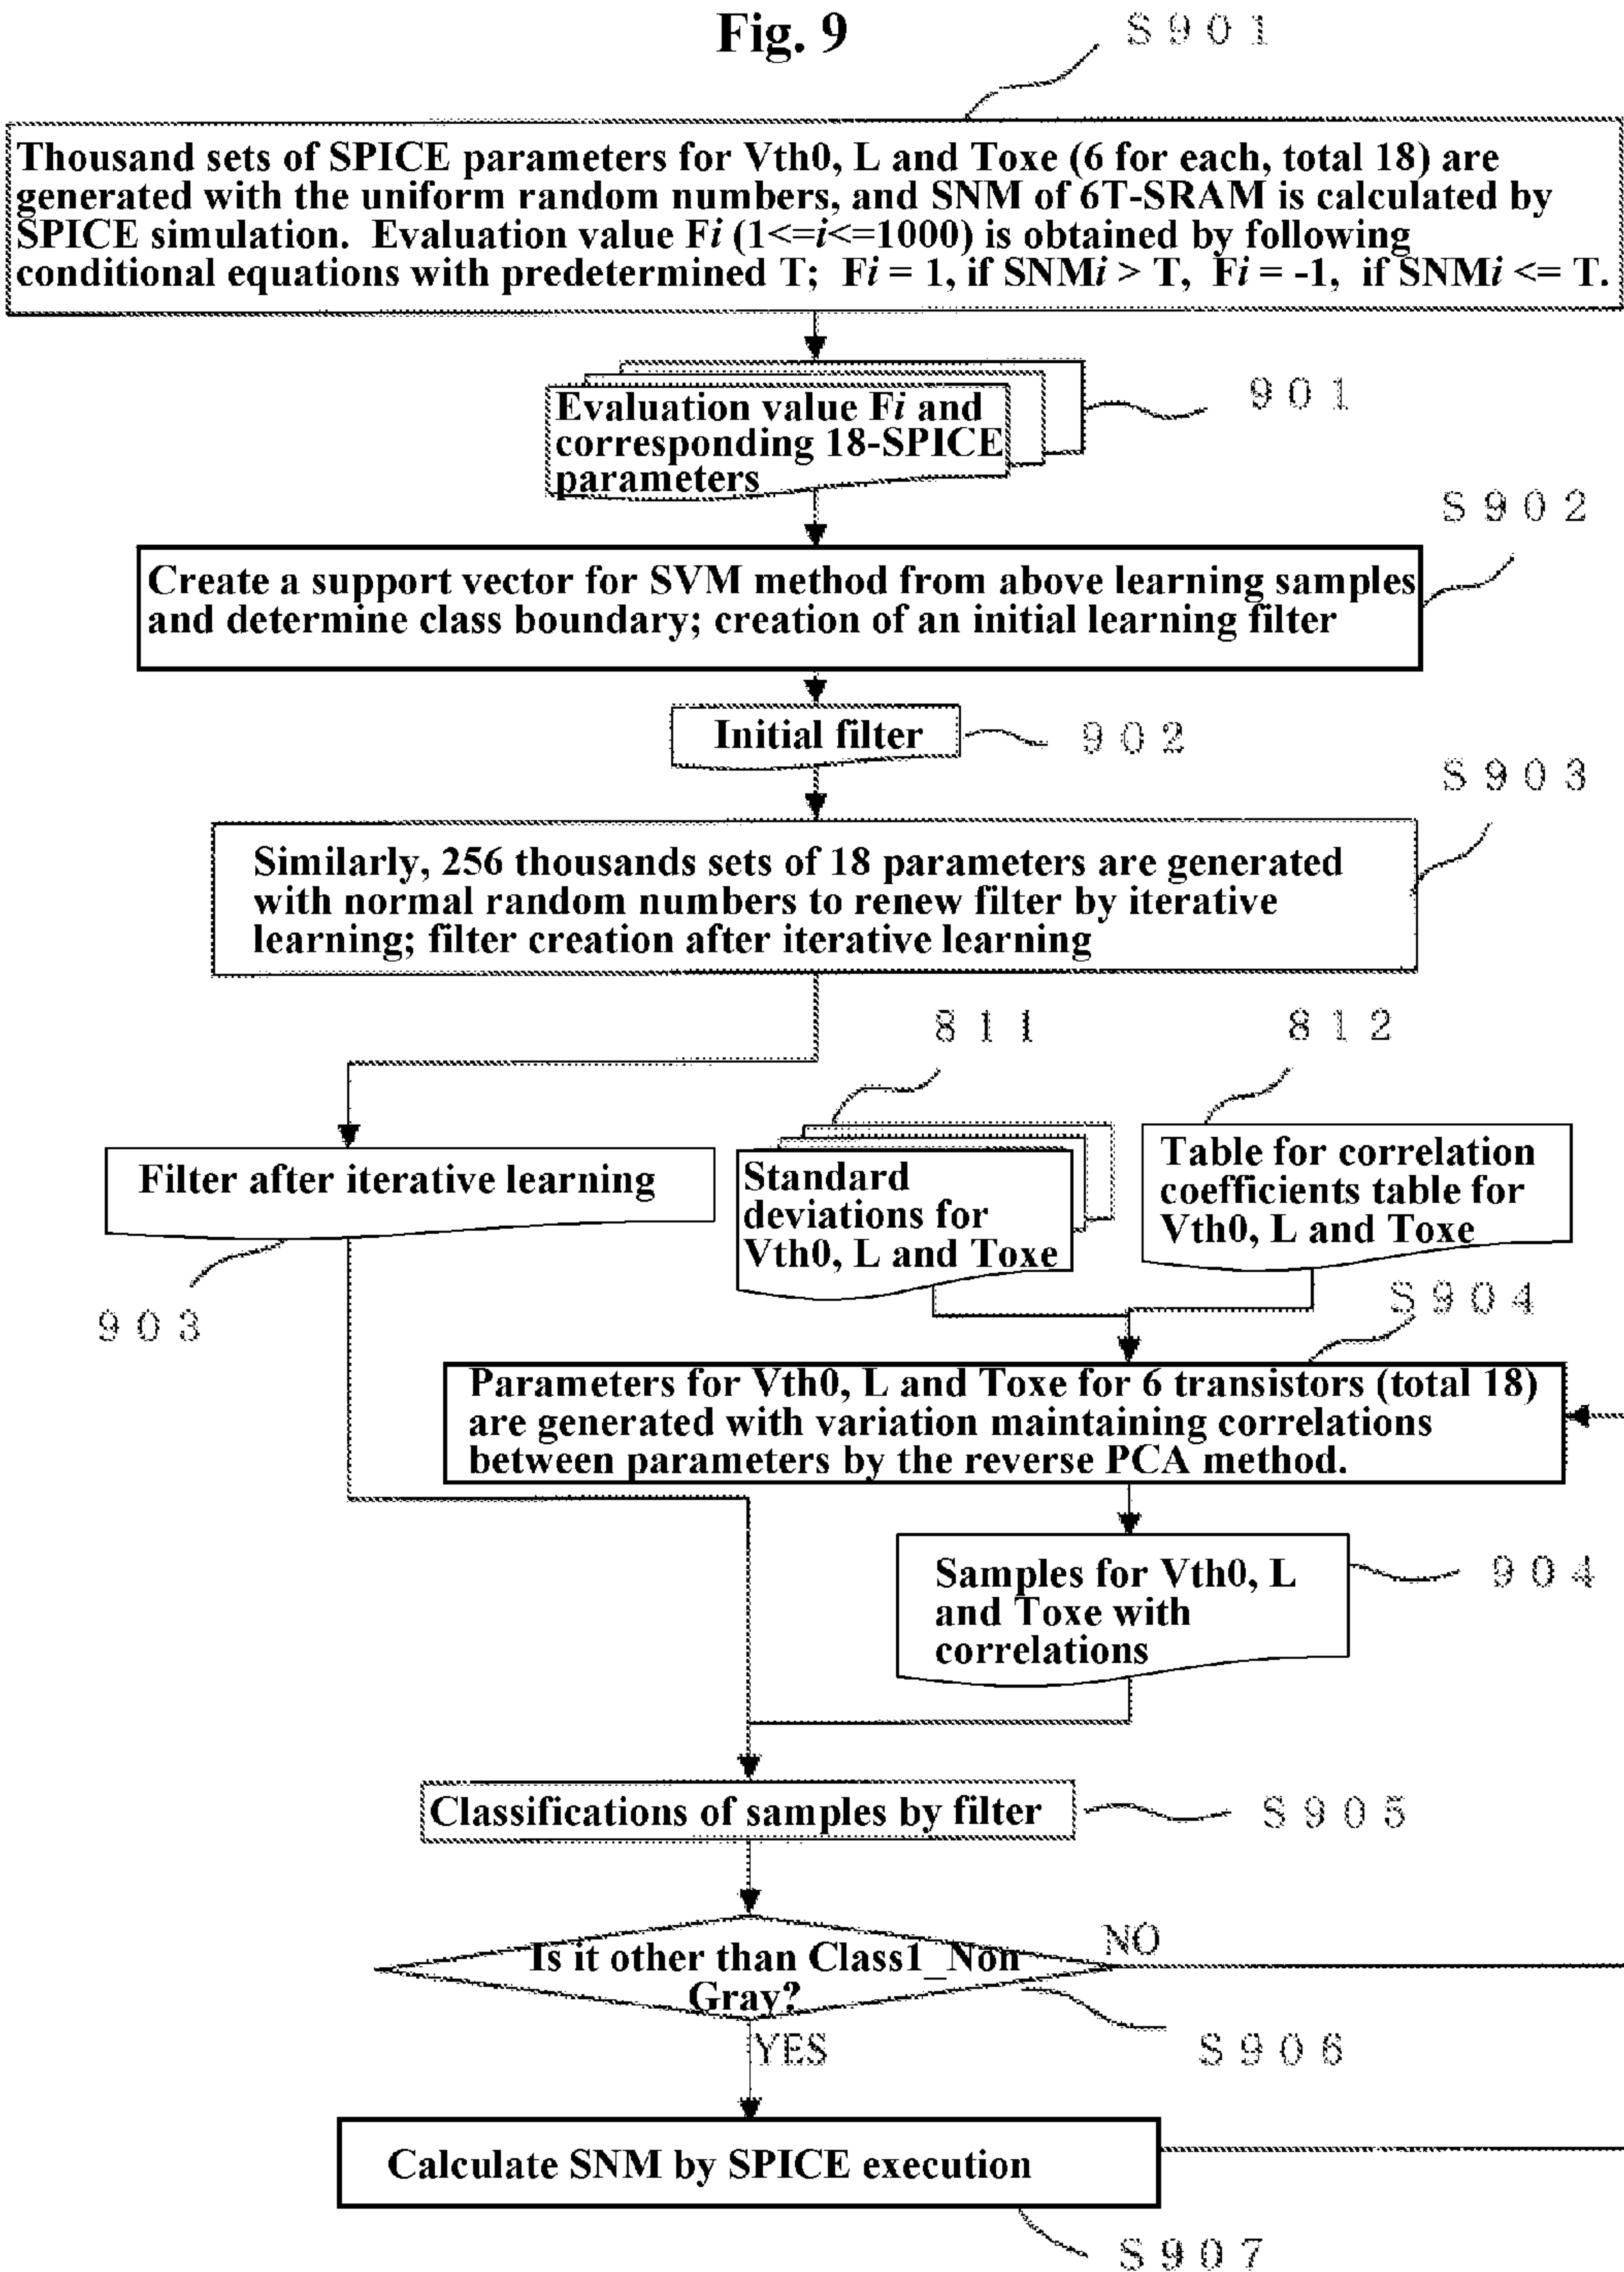 Fig. 9
S901
Thousand sets of SPICE parameters for Vth0, L and Toxe (6 for each, total 18) are
generated with the uniform random numbers, and SNM of 6T-SRAM is calculated by
SPICE simulation. Evaluation value Fi (1<=i<=1000) is obtained by following
conditional equations with predetermined T; Fi = 1, if SNMi > T, Fi = -1, if SNMi <= T.
901
Evaluation value Fi and
corresponding 18-SPICE
parameters
S902
Create a support vector for SVM method from above learning samples
and determine class boundary; creation of an initial learning filter
Initial filter
902
S903
Similarly, 256 thousands sets of 18 parameters are generated
with normal random numbers to renew filter by iterative
learning; filter creation after iterative learning
811
812
Filter after iterative learning
903
Standard
deviations for
Vth0, L and Toxe
Table for correlation
coefficients table for
Vth0, L and Toxe
S904
Parameters for Vth0, L and Toxe for 6 transistors (total 18)
are generated with variation maintaining correlations
between parameters by the reverse PCA method.
Samples for Vth0, L
and Toxe with
correlations
904
Classifications of samples by filter
S905
Is it other than Class1_Non
Gray?
NO
S906
YES
Calculate SNM by SPICE execution
S907